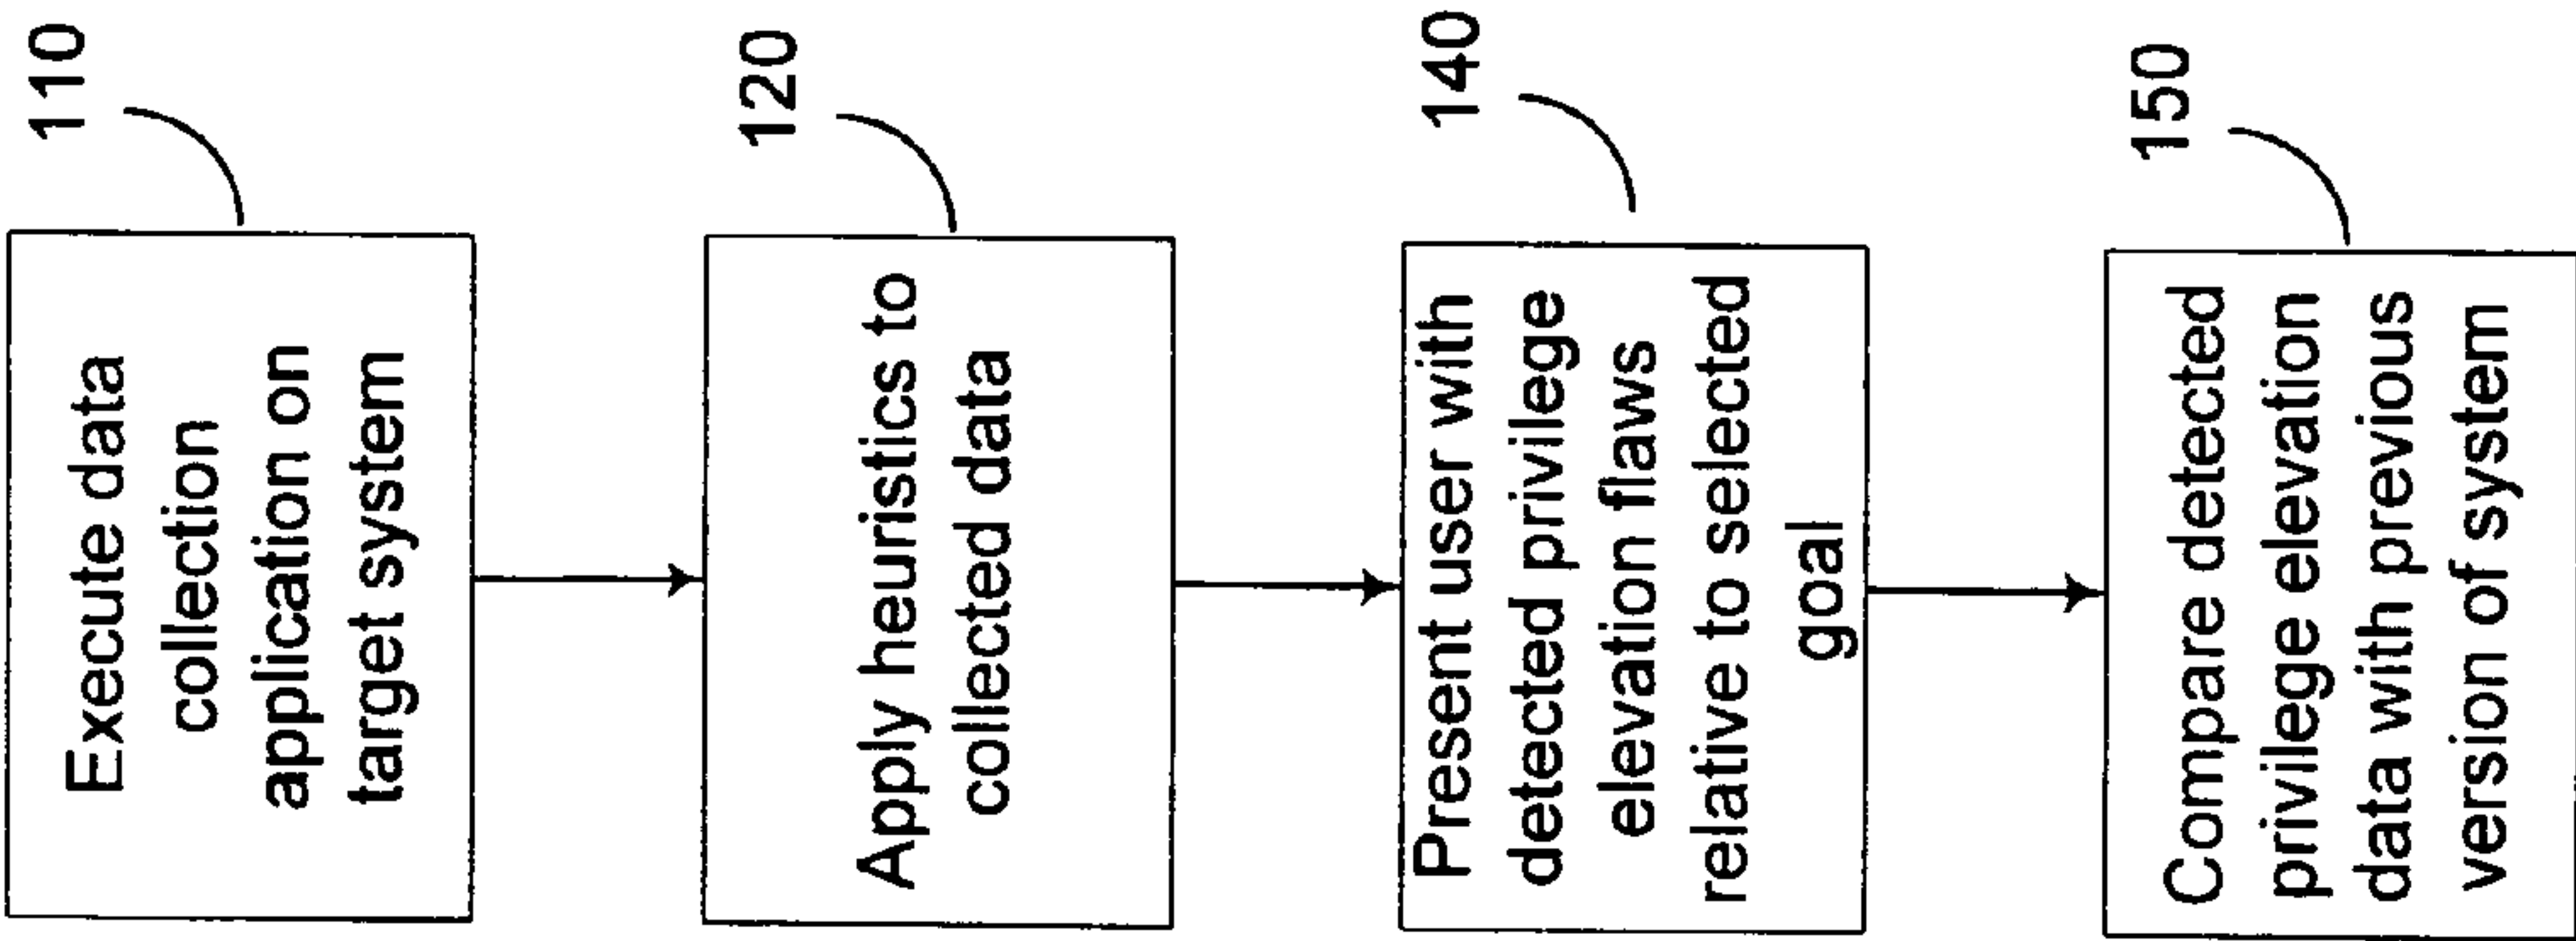 110
Execute data
collection
application on
target system
120
Apply heuristics to
collected data
140
Present user with
detected privilege
elevation flaws
relative to selected
goal
150
Compare detected
privilege elevation
data with previous
version of system